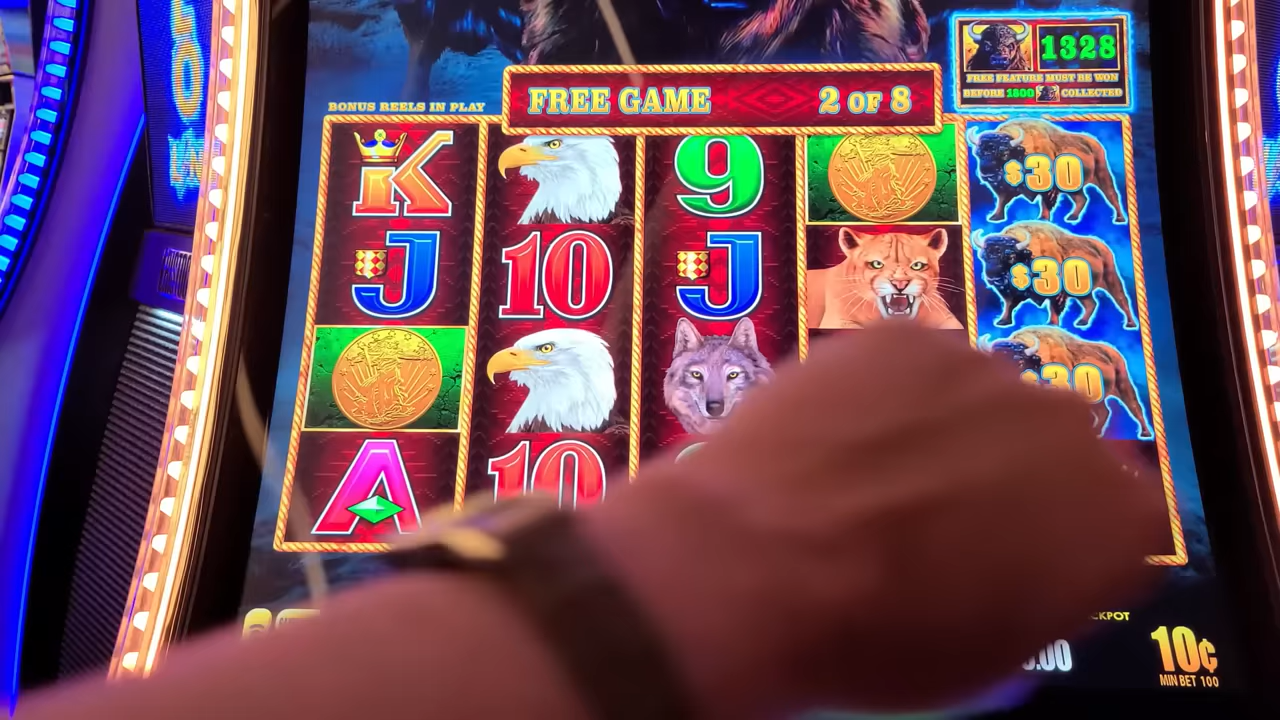 1328
FREE FEATURE MUST BE WON
BEFORE 1800 COLLECTED
BONUS REELS IN PLAY
FREE GAME 2 OF 8
K 9
$30
J 10 J
$30
$30
A 10
10¢
MIN BET 100